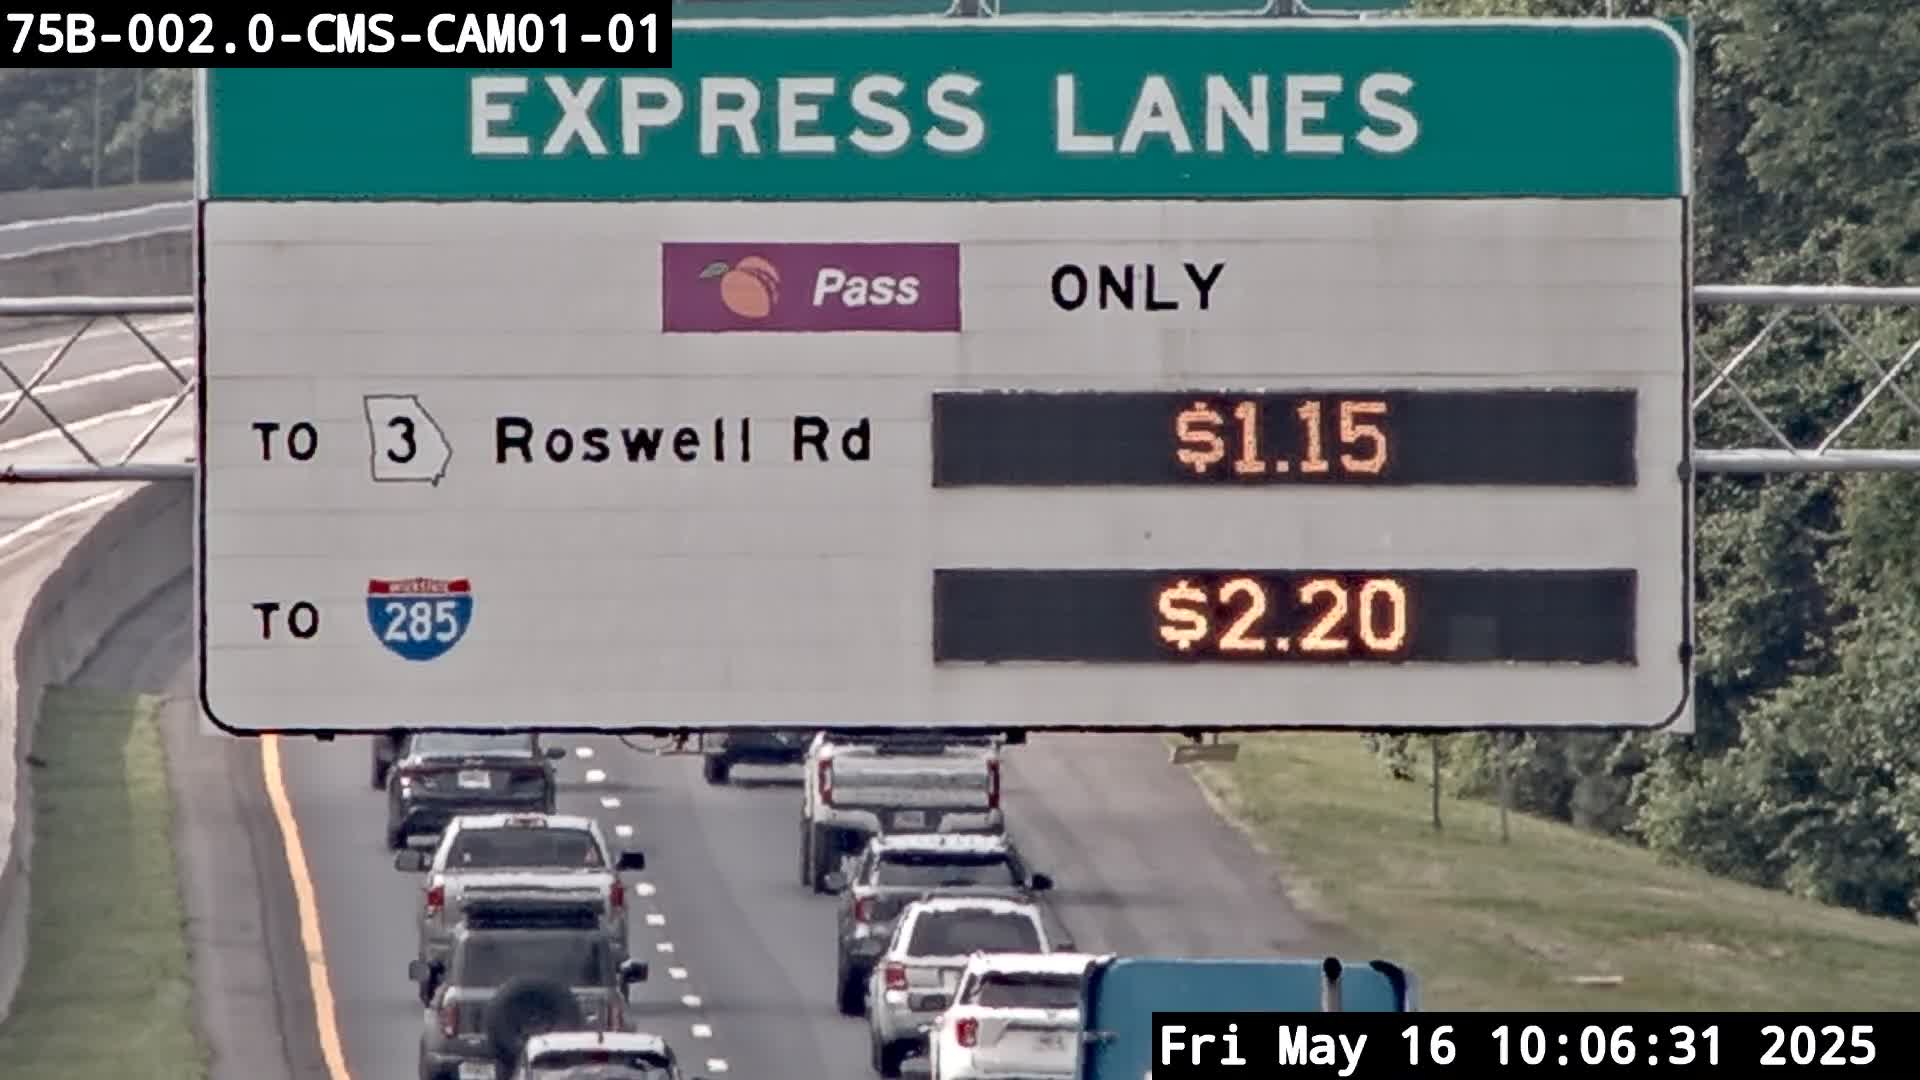 75B-002.0-CMS-CAM01-01
EXPRESS LANES
Pass ONLY
TO 3 Roswell Rd $1.15
INTERSTATE
TO 285 $2.20
Fri May 16 10:06:31 2025